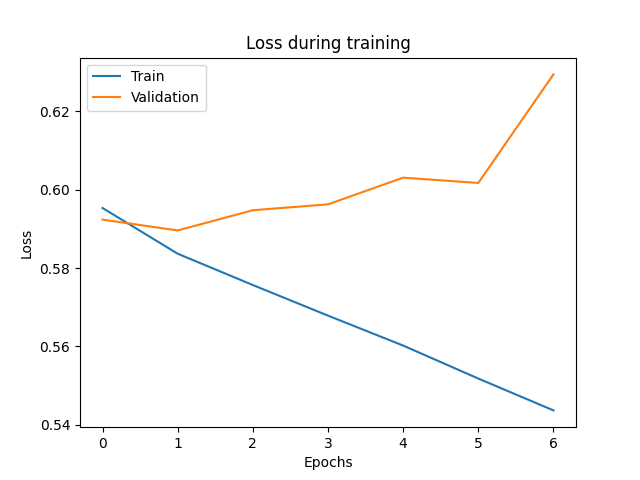 Loss during training
Train
Validation
0.62
0.60
0.58
0.56
0.54
Loss
0 1 2 3 4 5 6
Epochs